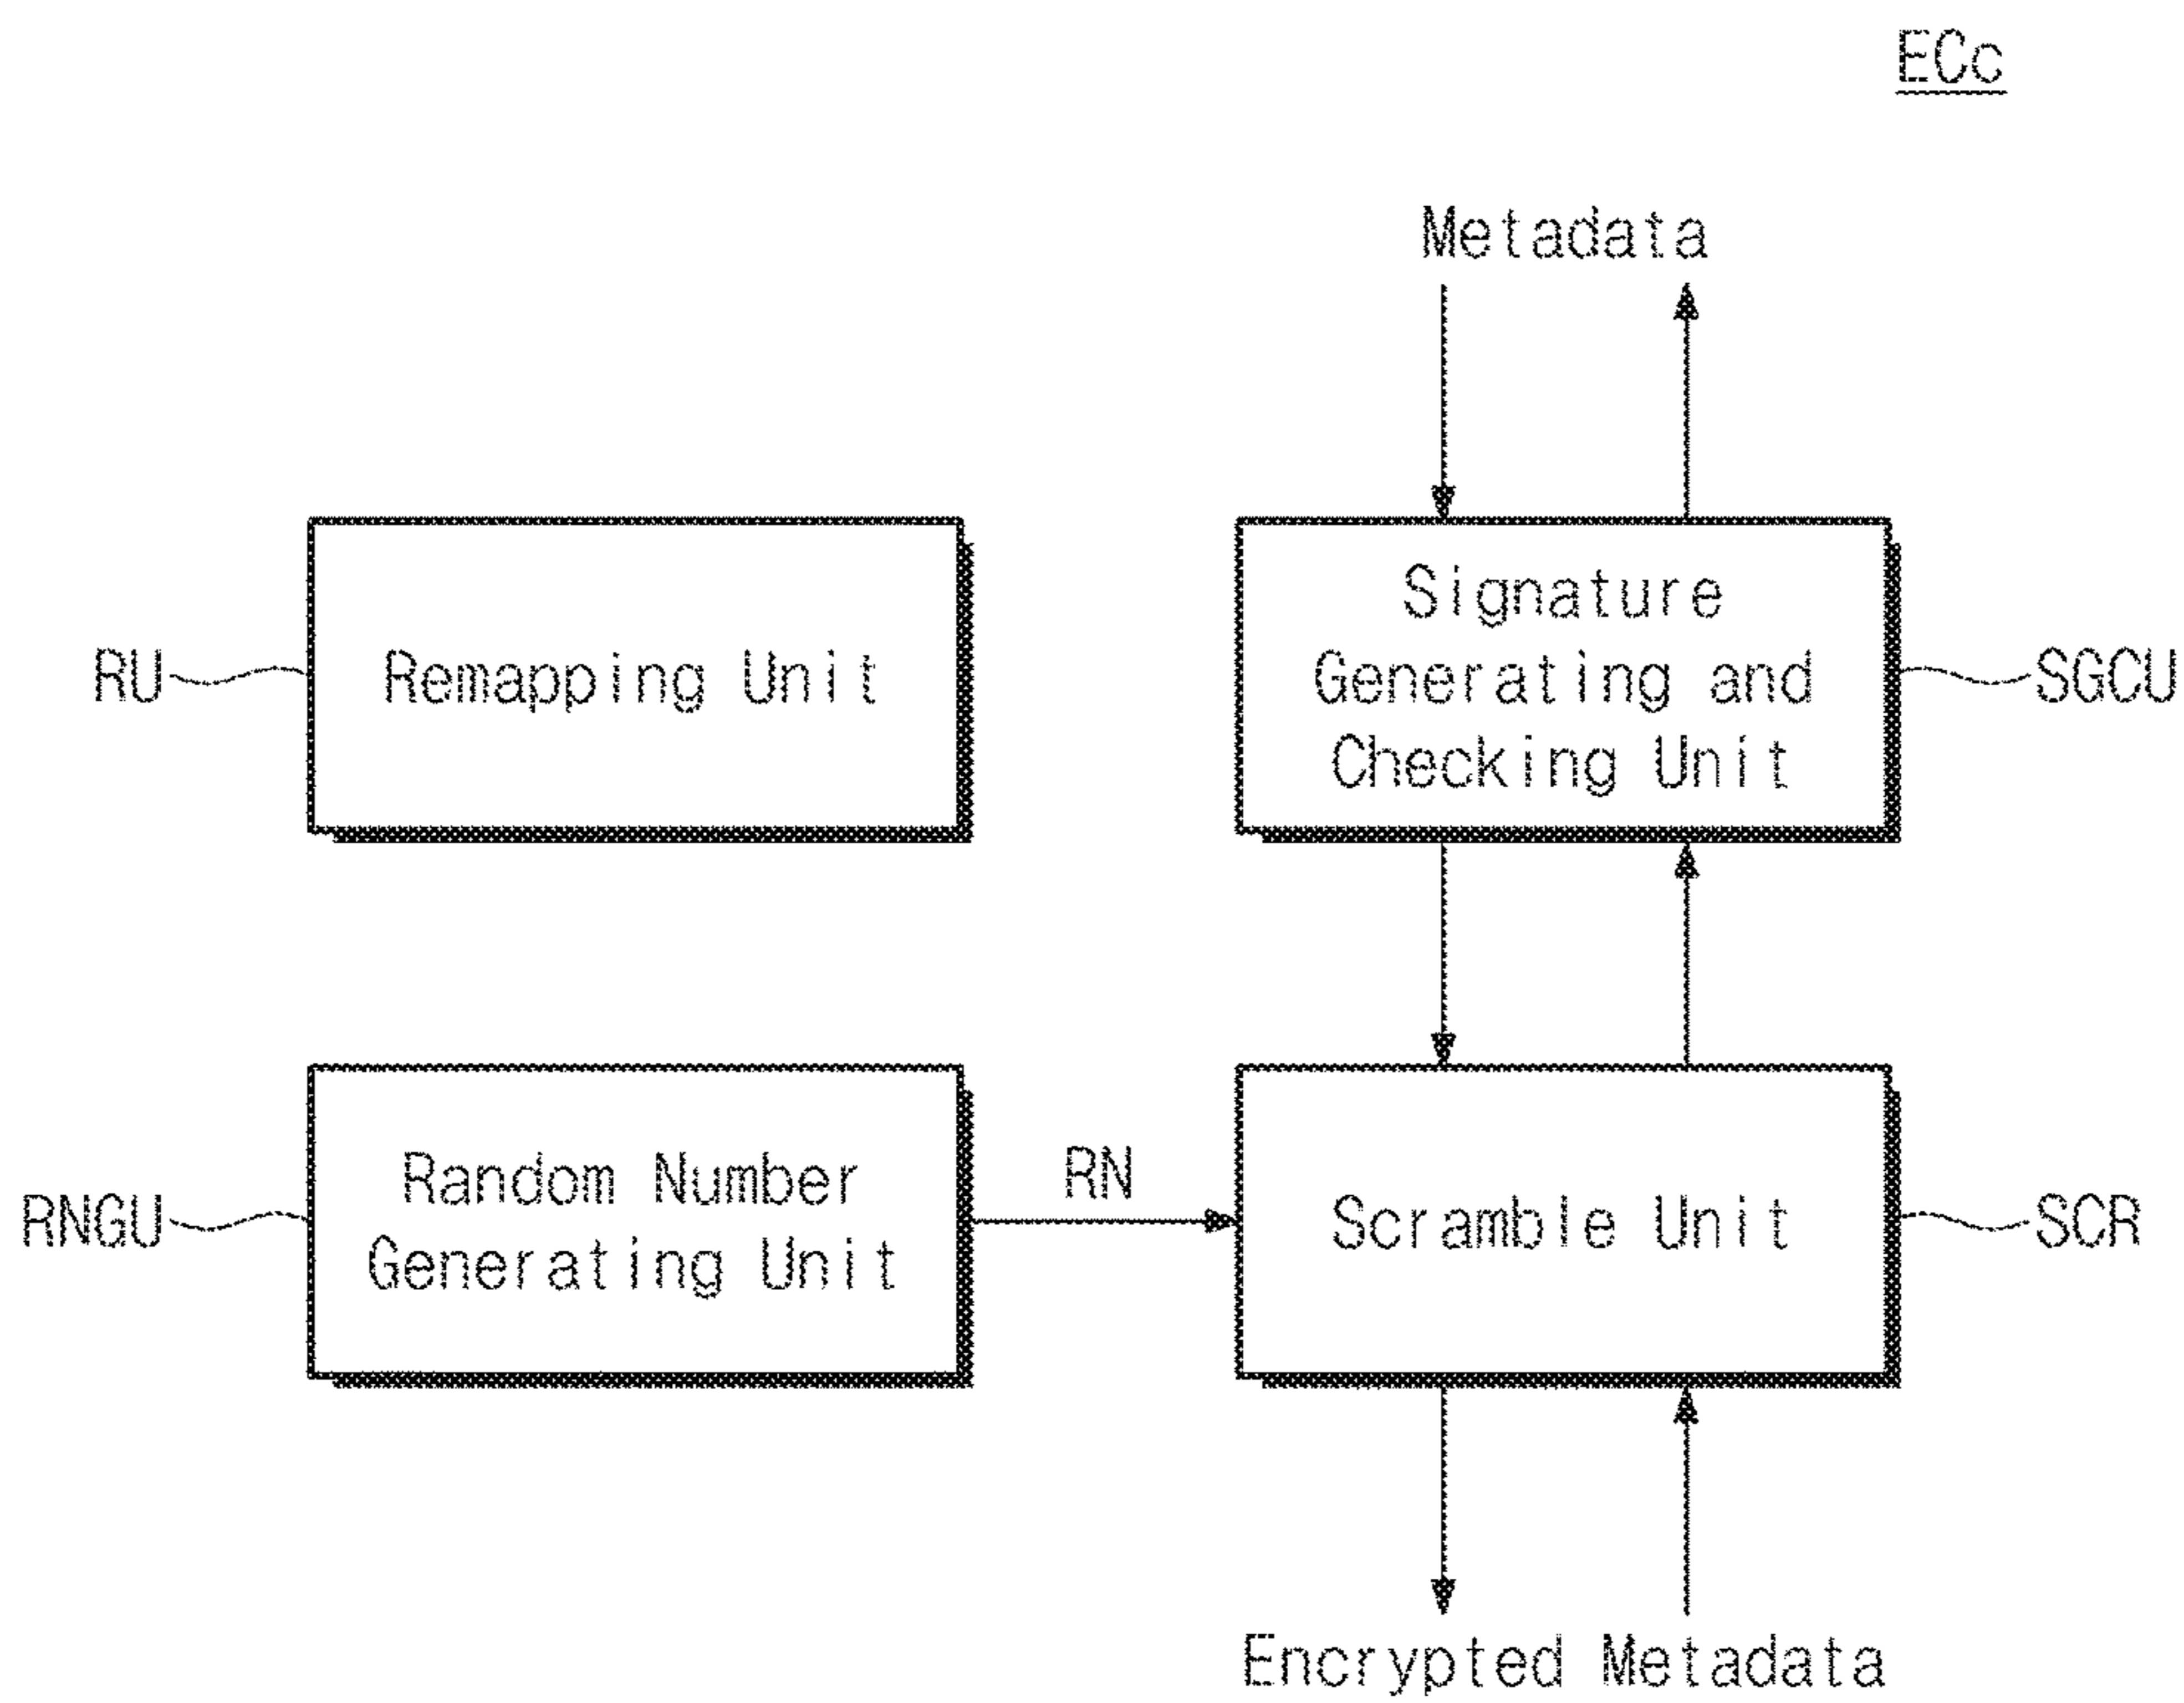 ECc
Metadata
RU
Remapping Unit
Signature
Generating and
Checking Unit
SGCU
RNGU
Random Number
Generating Unit
RN
Scramble Unit
SCR
Encrypted Metadata